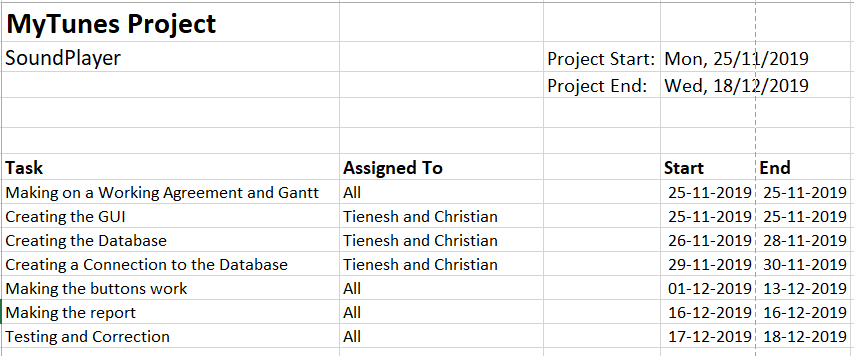 MyTunes Project
SoundPlayer
Project Start: Mon, 25/11/2019
Project End: Wed, 18/12/2019
Task Assigned To Start End
Making on a Working Agreement and Gantt All 25-11-2019 25-11-2019
Creating the GUI Tienesh and Christian 25-11-2019 25-11-2019
Creating the Database Tienesh and Christian 26-11-2019 28-11-2019
Creating a Connection to the Database Tienesh and Christian 29-11-2019 30-11-2019
Making the buttons work All 01-12-2019 13-12-2019
Making the report All 16-12-2019 16-12-2019
Testing and Correction All 17-12-2019 18-12-2019